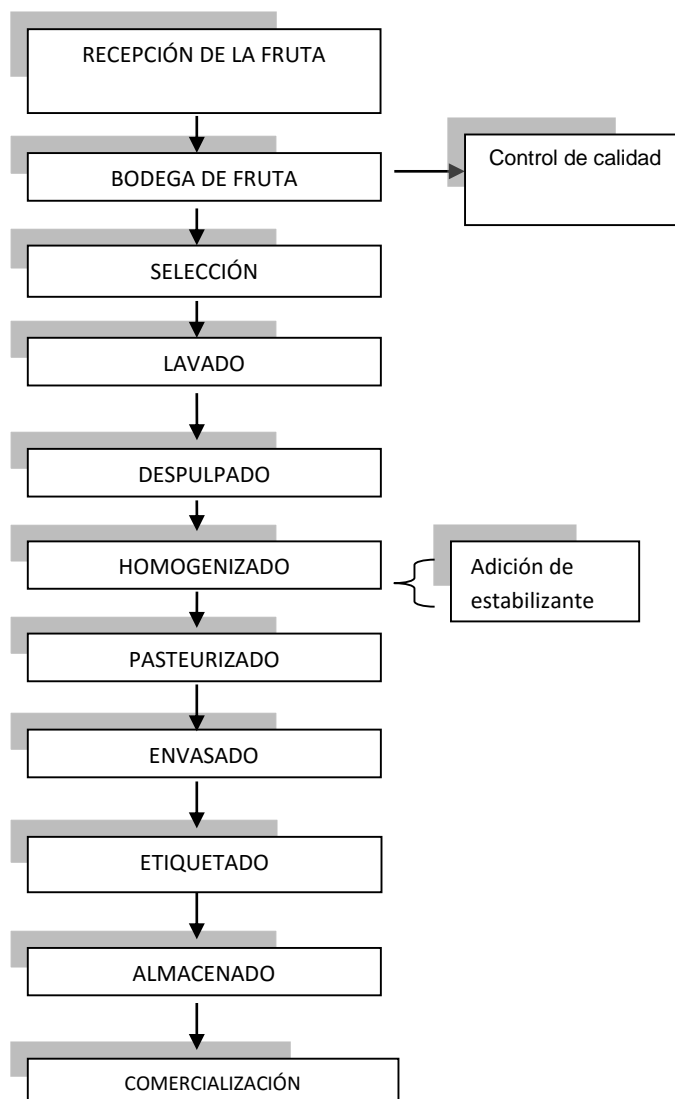 RECEPCIÓN DE LA FRUTA
BODEGA DE FRUTA
Control de calidad
SELECCIÓN
LAVADO
DESPULPADO
HOMOGENIZADO
Adición de
estabilizante
PASTEURIZADO
ENVASADO
ETIQUETADO
ALMACENADO
COMERCIALIZACIÓN